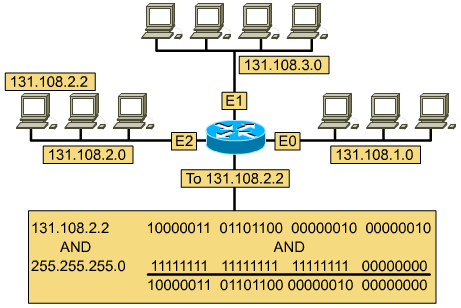 131.108.3.0
131.108.2.2
E1
E2
E0
131.108.2.0
131.108.1.0
To 131.108.2.2
131.108.2.2 10000011 01101100 00000010 00000010
AND AND
255.255.255.0 11111111 11111111 11111111 00000000
10000011 01101100 00000010 00000000